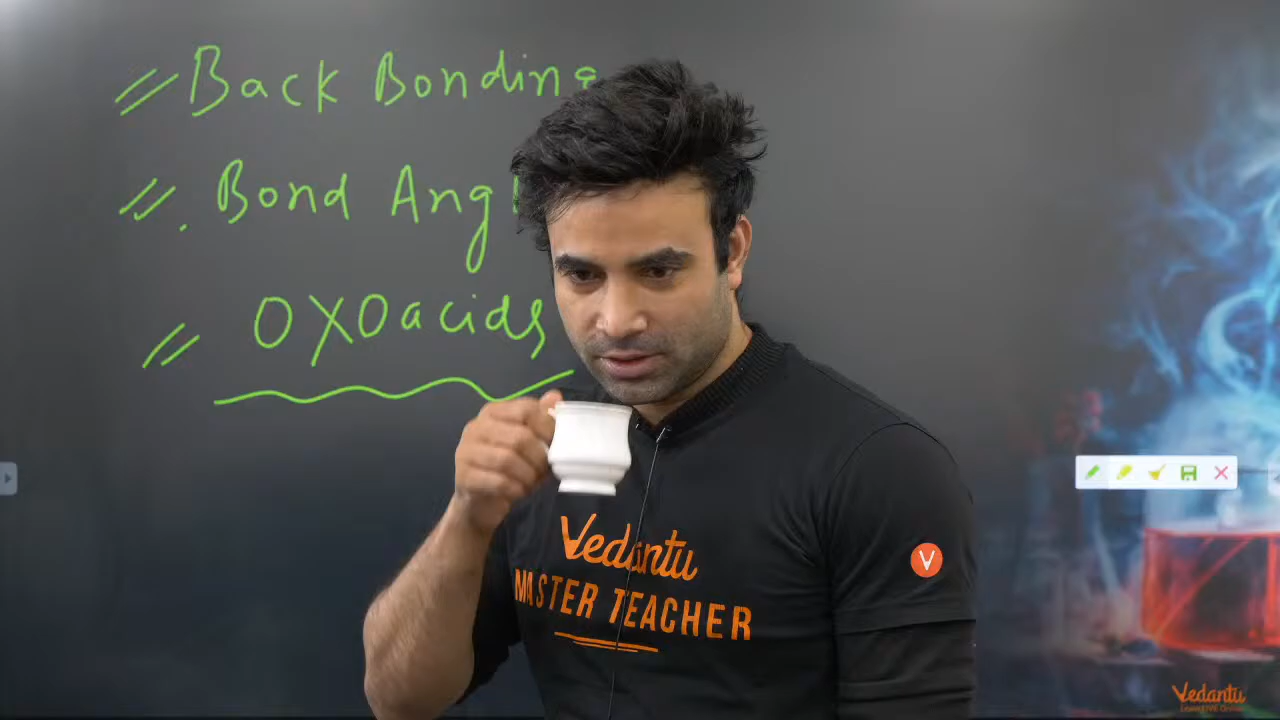 Back Bonding
Bond Ang
OXOacids
Vedantu
MASTER TEACHER
V
Vedantu